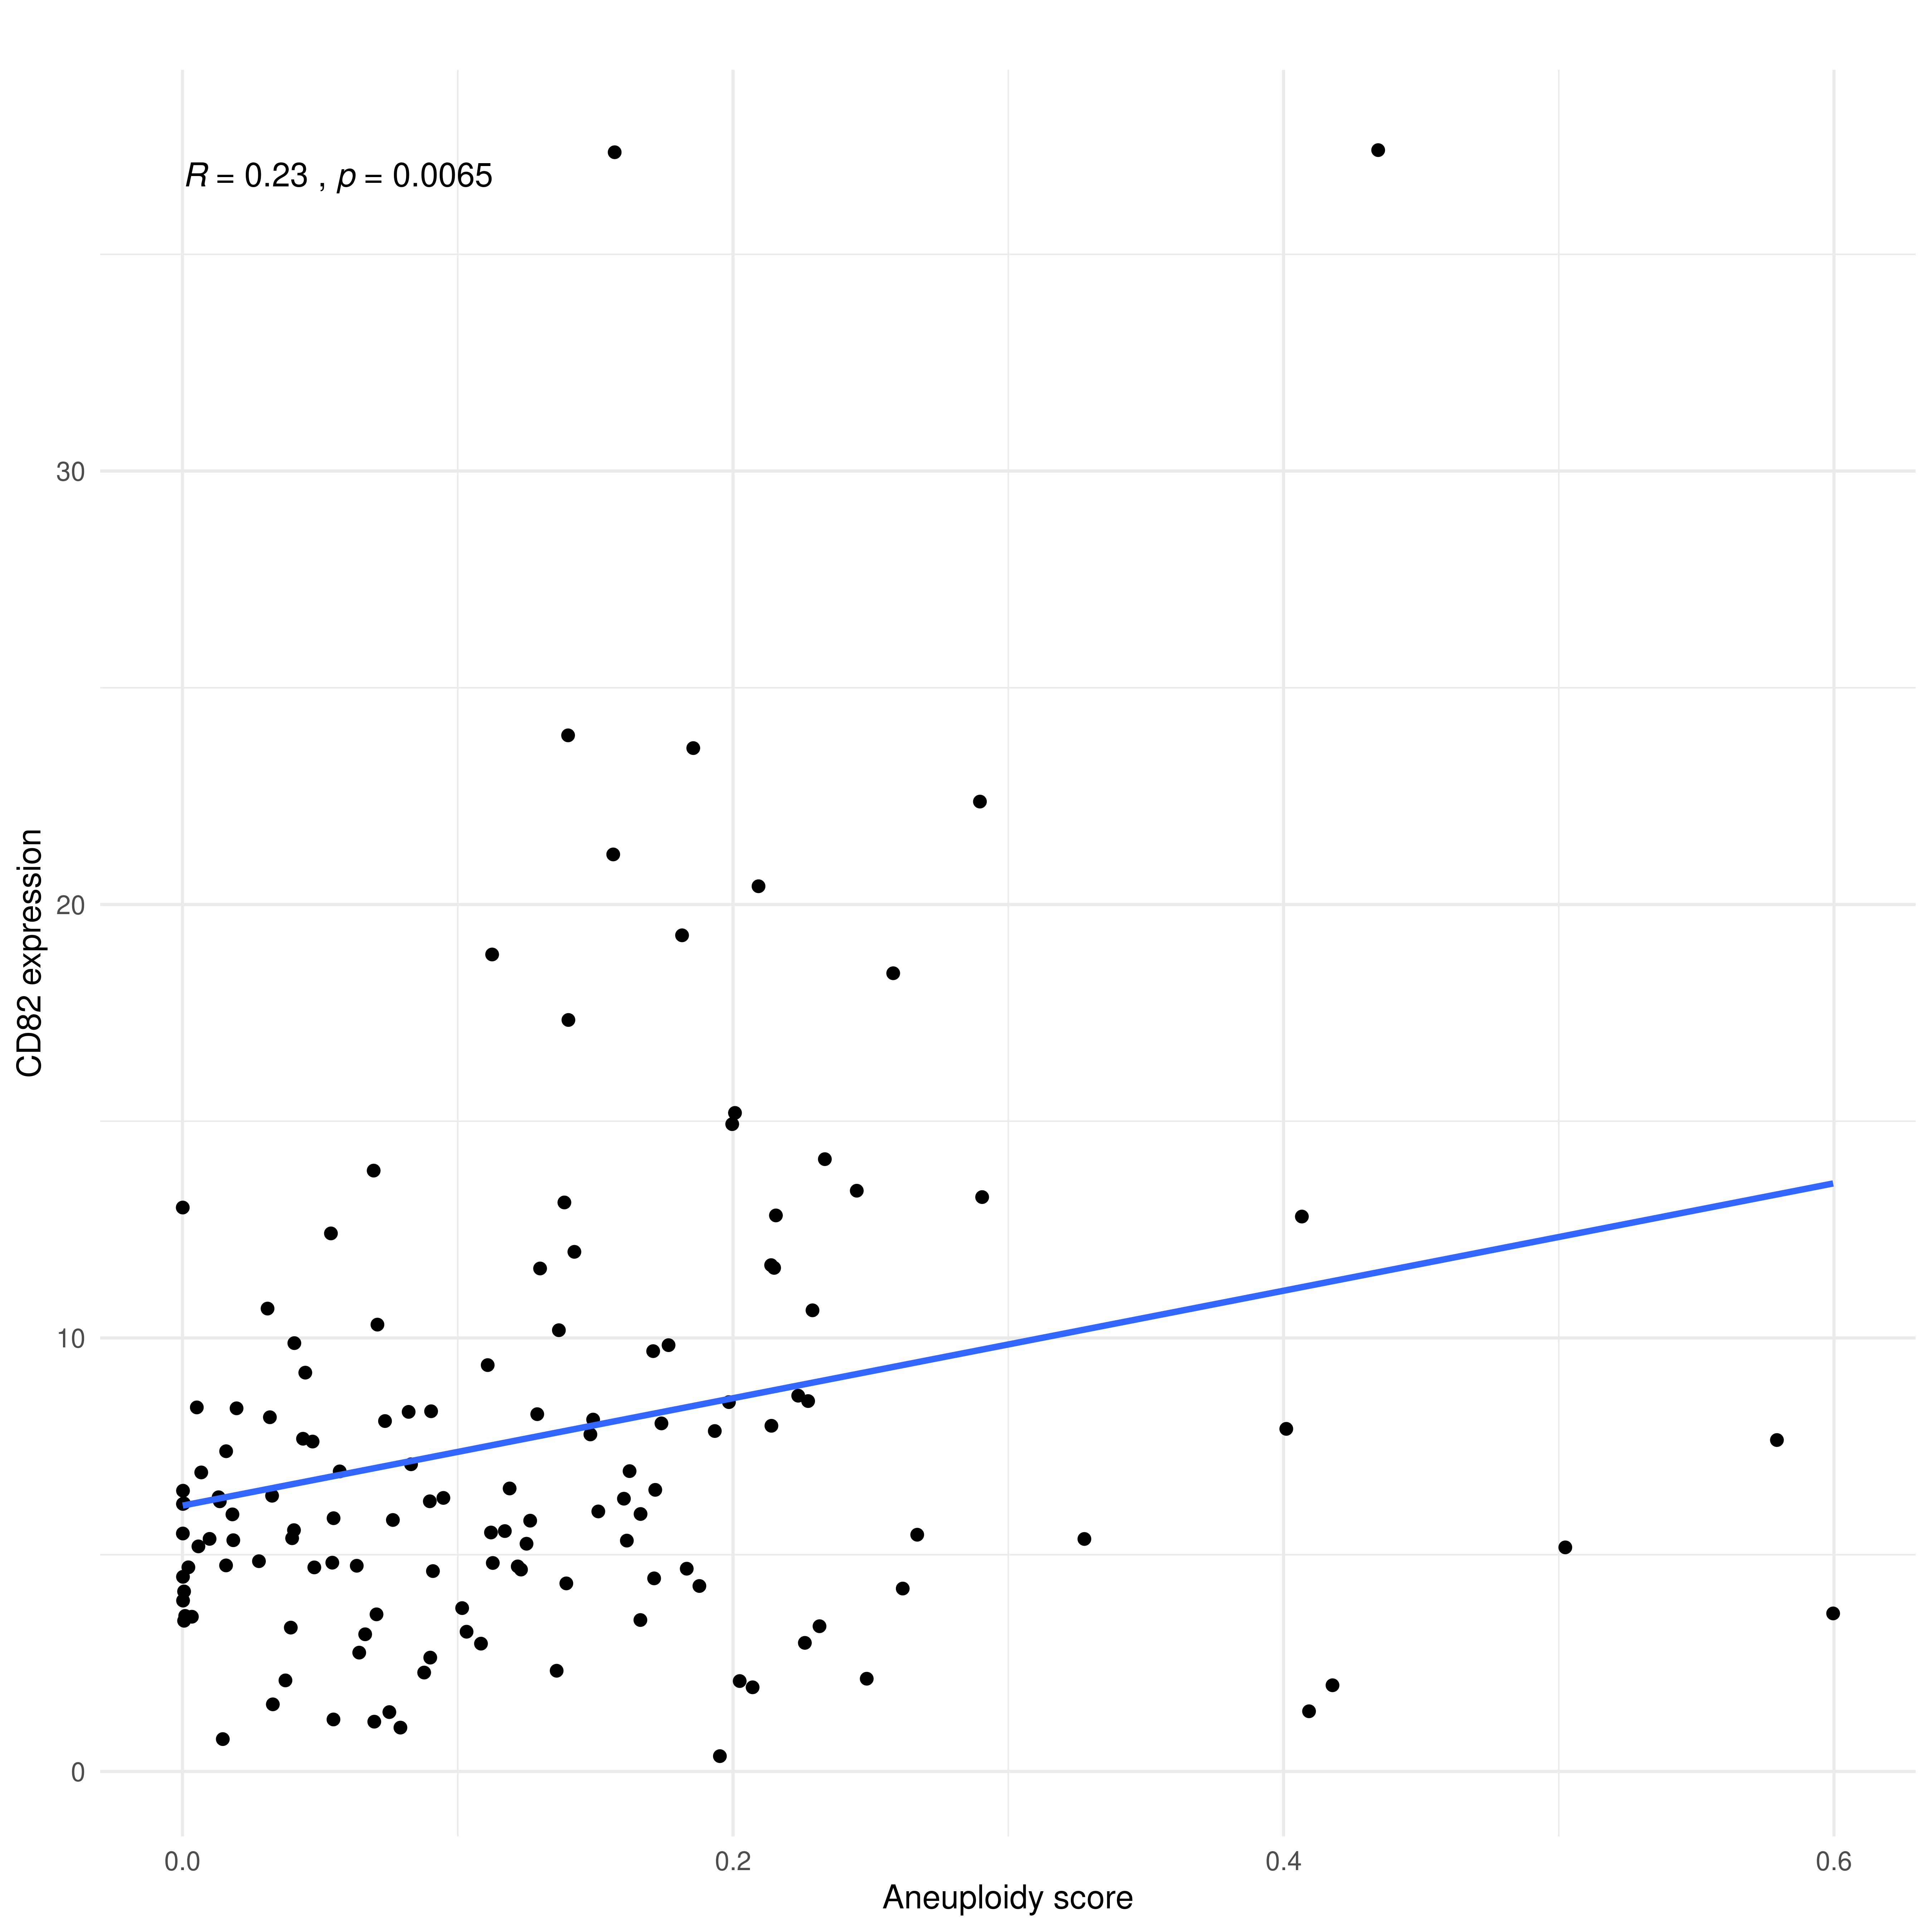 R = 0.23 , p = 0.0065
30
20
10
0
CD82 expression
0.0 0.2 0.4 0.6
Aneuploidy score